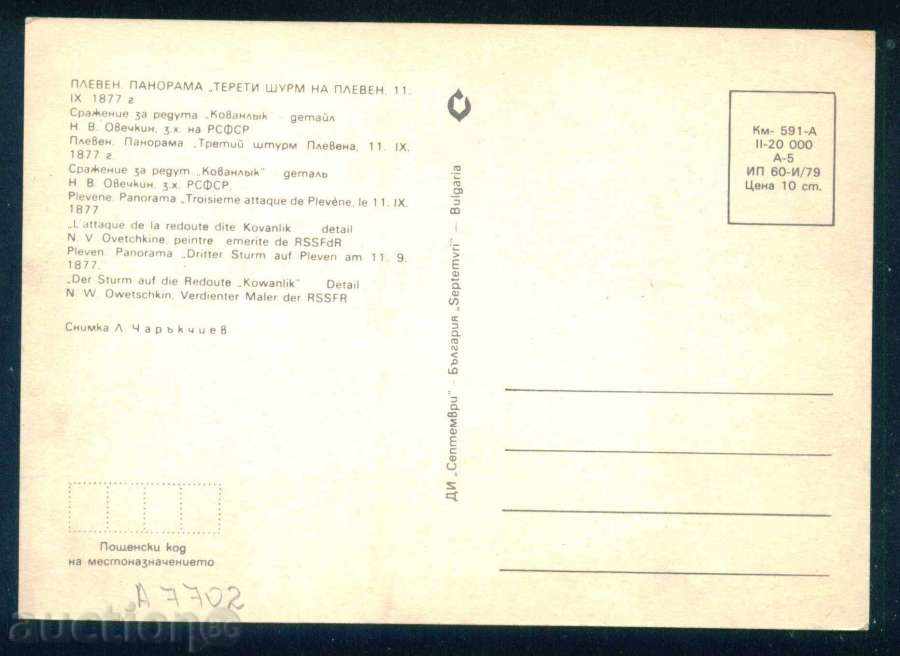 ПЛЕВЕН. ПАНОРАМА „ТЕРЕТИ ШУРМ НА ПЛЕВЕН, 11.
IX 1877 г
Сражение за редута „Кованлык" - детайл
Н. В. Овечкин, з.х. на РСФСР
Плевен. Панорама „Третий штурм Плевена, 11. IX.
1877 г.
Сражение за редут „Кованлык" деталь
Н. В. Овечкин, з.х. РСФСР,
Plevene. Panorama „Troisieme attaque de Plevéne, le 11. IX.
1877
„L'attaque de la redoute dite Kovanlik detail
N. V. Ovetchkine, peintre emerite de RSSFdR
Pleven. Panorama „Dritter Sturm auf Pleven am 11. 9.
1877.
„Der Sturm auf die Redoute „Kowanlik" Detail
N. W. Owetschkin, Verdienter Maler der RSSFR
Снимка Л. Чаръкчиев
Пощенски код
на местоназначението
A 7702
auction BG
ДИ „Септември" – България „Septemvri" – Bulgaria
Км- 591-А
II-20 000
А-5
ИП 60-И/79
Цена 10 ст.